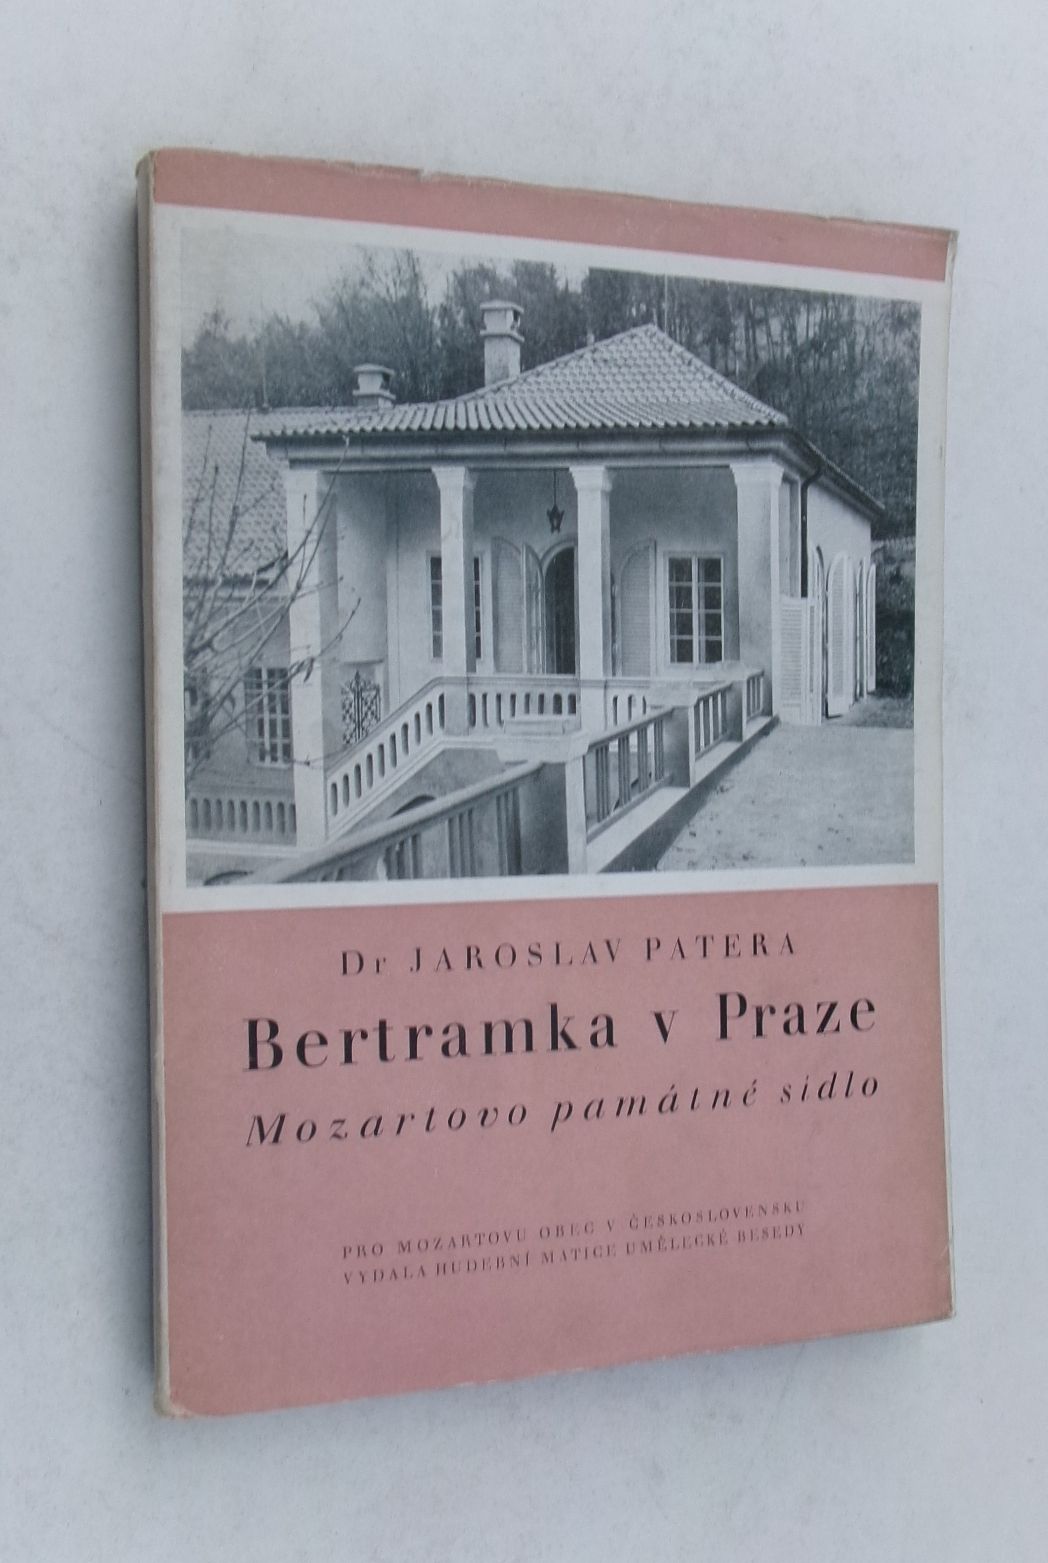 Dr JAROSLAV PATERA
Bertramka v Praze
Mozartovo památné sídlo
PRO MOZARTOVU OBEC V ČESKOSLOVENSKU
VYDALA HUDEBNÍ MATICE UMĚLECKÉ BESEDY